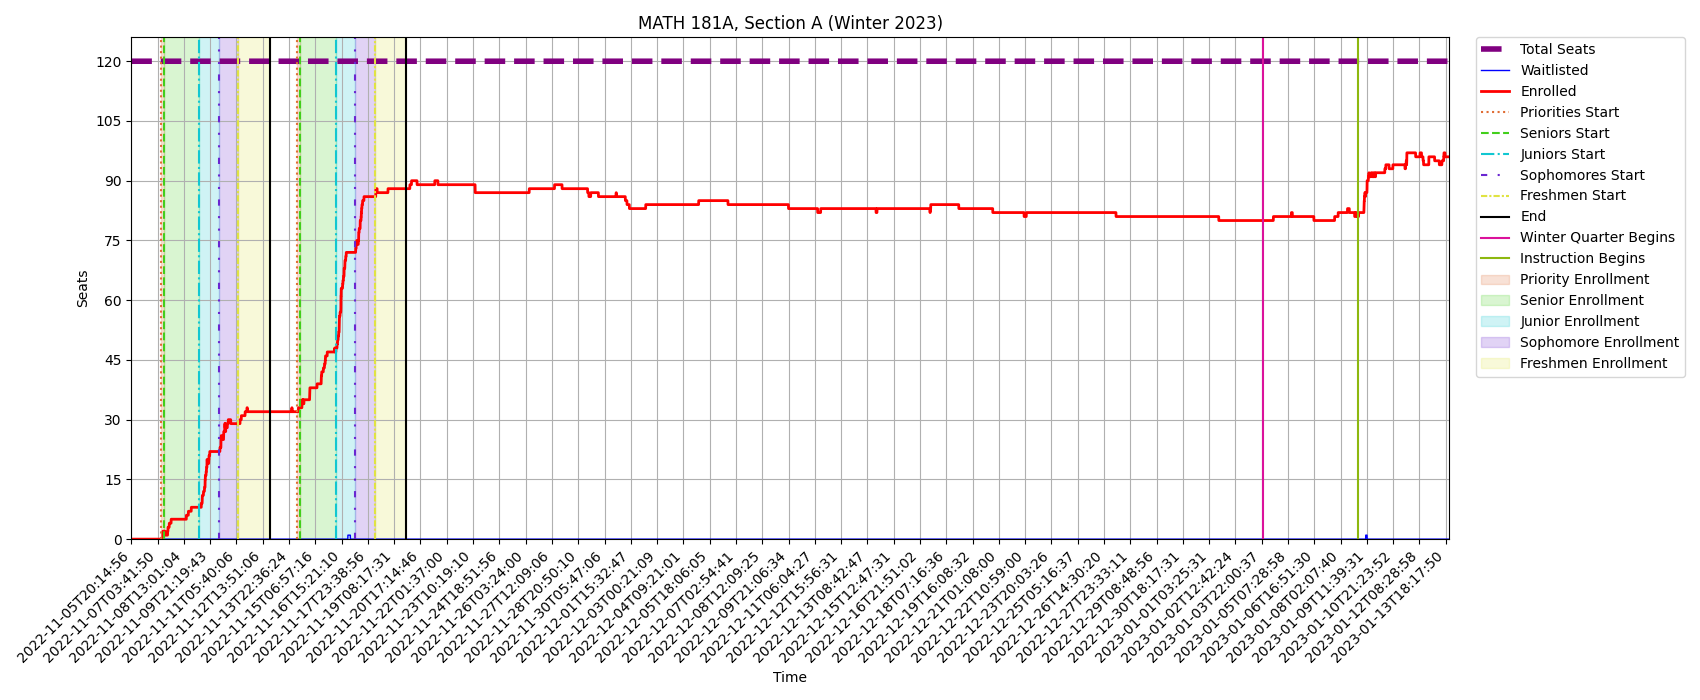 MATH 181A, Section A (Winter 2023)
Seats
120
105
90
75
60
45
30
15
0
2022-11-05T20:14:56
2022-11-07T03:41:50
2022-11-08T13:01:04
2022-11-09T21:19:43
2022-11-11T05:40:06
2022-11-12T13:51:06
2022-11-13T22:36:24
2022-11-15T06:57:10
2022-11-16T15:21:10
2022-11-17T23:38:56
2022-11-19T08:17:31
2022-11-20T17:14:46
2022-11-22T01:37:00
2022-11-23T10:19:10
2022-11-24T18:51:56
2022-11-26T03:24:00
2022-11-27T12:09:06
2022-11-28T20:50:10
2022-11-30T05:47:06
2022-12-01T15:32:47
2022-12-03T00:21:09
2022-12-04T09:21:01
2022-12-05T18:06:05
2022-12-07T02:54:41
2022-12-08T12:09:25
2022-12-09T21:06:34
2022-12-11T06:04:27
2022-12-12T15:56:31
2022-12-13T08:42:47
2022-12-15T12:47:31
2022-12-16T21:51:02
2022-12-18T07:16:36
2022-12-19T16:08:32
2022-12-21T01:08:00
2022-12-22T10:59:00
2022-12-23T20:03:26
2022-12-25T05:16:37
2022-12-26T14:30:20
2022-12-27T23:33:11
2022-12-29T08:48:56
2022-12-30T18:17:31
2023-01-01T03:25:31
2023-01-02T12:42:24
2023-01-03T22:00:37
2023-01-05T07:28:58
2023-01-06T16:51:30
2023-01-08T02:07:40
2023-01-09T11:39:31
2023-01-10T21:23:52
2023-01-12T08:28:58
2023-01-13T18:17:50
Time
Total Seats
Waitlisted
Enrolled
Priorities Start
Seniors Start
Juniors Start
Sophomores Start
Freshmen Start
End
Winter Quarter Begins
Instruction Begins
Priority Enrollment
Senior Enrollment
Junior Enrollment
Sophomore Enrollment
Freshmen Enrollment